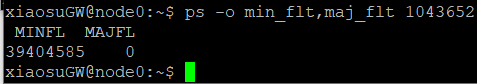 xiaosuGW@node0:~$ ps -o min_flt,maj_flt 1043652
 MINFL  MAJFL
39404585      0
xiaosuGW@node0:~$